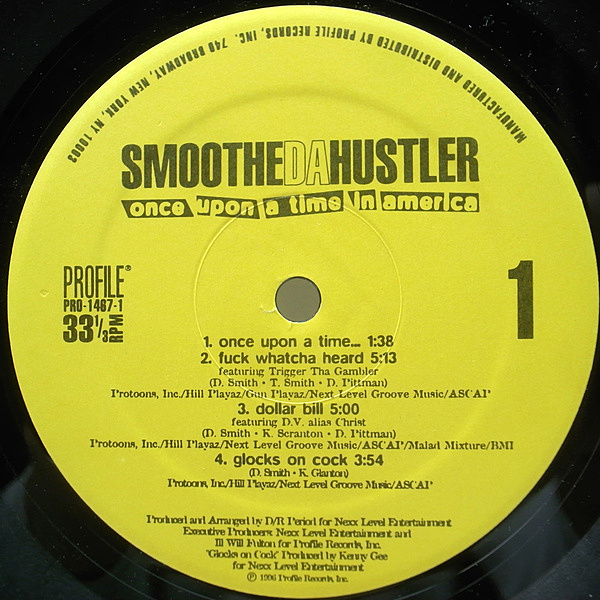 MANUFACTURED AND DISTRIBUTED BY PROFILE RECORDS, INC. 740 BROADWAY, NEW YORK, NY 10003
SMOOTHEDAHUSTLER
once upon a time in america
PROFILE®
PRO-1467-1
33 1/3 RPM
1
1. once upon a time... 1:38
2. fuck whatcha heard 5:13
featuring Trigger Tha Gambler
(D. Smith • T. Smith • D. Pittman)
Protoons, Inc./Hill Playaz/Gun Playaz/Next Level Groove Music/ASCAP
3. dollar bill 5:00
featuring D.V. alias Christ
(D. Smith • K. Scranton • D. Pittman)
Protoons, Inc./Hill Playaz/Next Level Groove Music/ASCAP/Malad Mixture/BMI
4. glocks on cock 3:54
(D. Smith • K. Glanton)
Protoons, Inc./Hill Playaz/Next Level Groove Music/ASCAP
Produced and Arranged by D/R Period for Nexx Level Entertainment
Executive Producers: Nexx Level Entertainment and
Ill Will Fulton for Profile Records, Inc.
"Glocks on Cock" Produced by Kenny Gee
for Nexx Level Entertainment
℗ 1996 Profile Records, Inc.